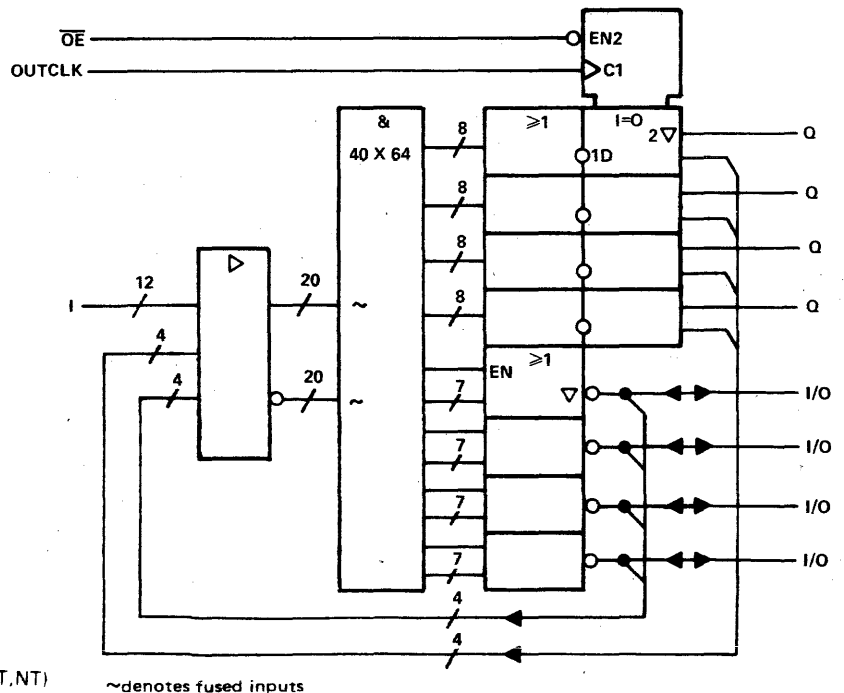 O̅E̅
EN2
OUTCLK
C1
&
40 X 64
≥1
I=0
2 ▽
1D
Q
8
Q
8
Q
8
Q
8
▷
I
12
20
~
4
4
20
~
≥1
EN
7
▽
I/O
7
I/O
7
I/O
7
I/O
4
4
T,NT)
~denotes fused inputs